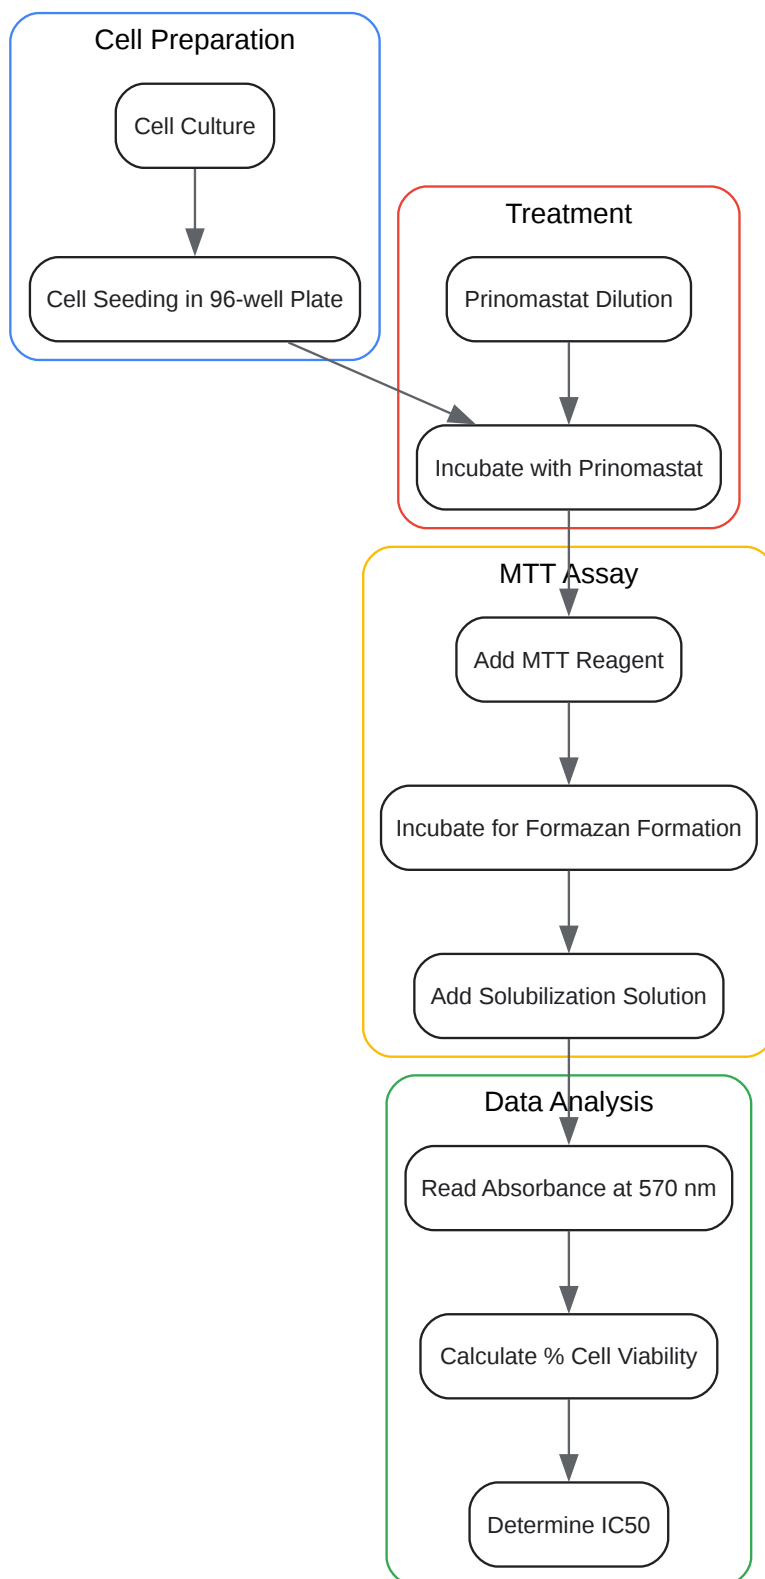 Cell Preparation
Cell Culture
Cell Seeding in 96-well Plate
Treatment
Prinomastat Dilution
Incubate with Prinomastat
MTT Assay
Add MTT Reagent
Incubate for Formazan Formation
Add Solubilization Solution
Data Analysis
Read Absorbance at 570 nm
Calculate % Cell Viability
Determine IC50